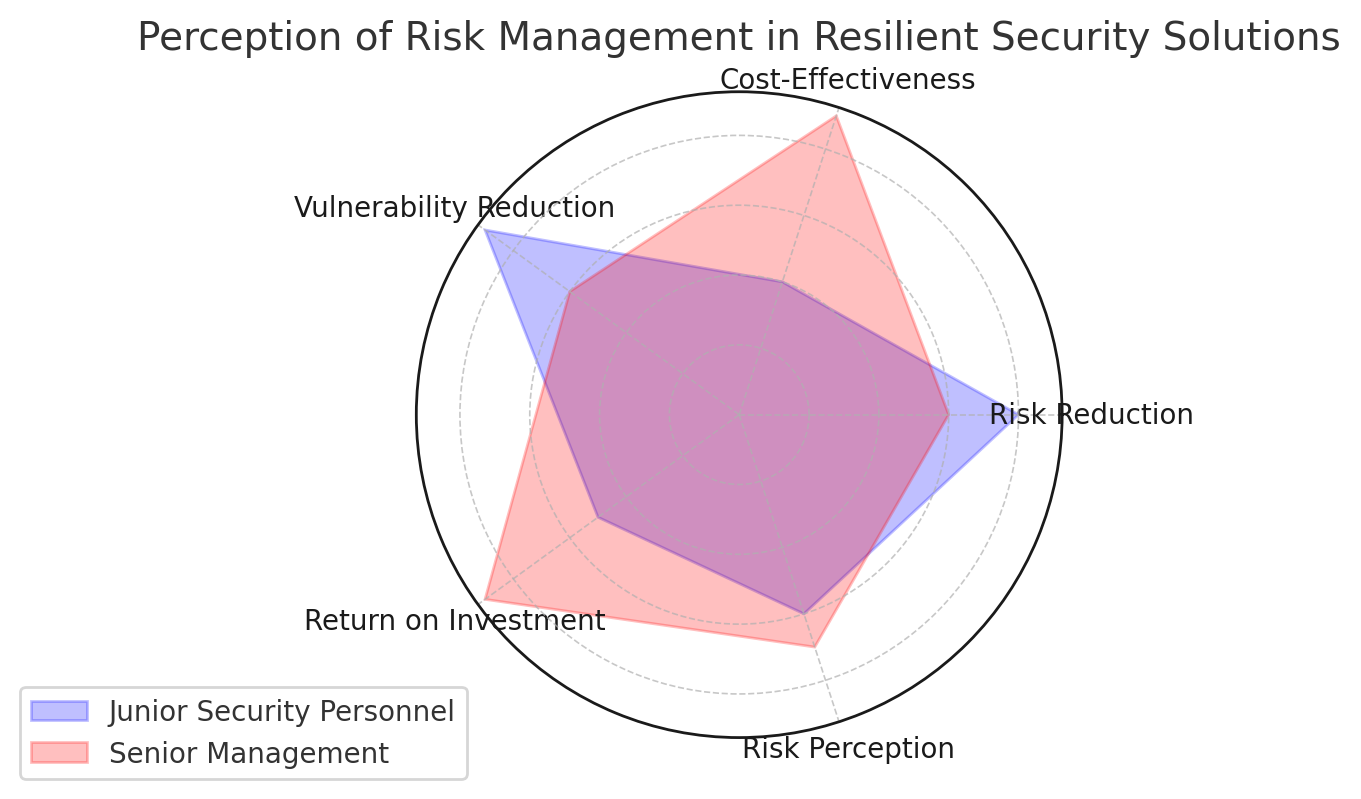 Perception of Risk Management in Resilient Security Solutions
Cost-Effectiveness
Vulnerability Reduction
Risk Reduction
Return on Investment
Risk Perception
Junior Security Personnel
Senior Management